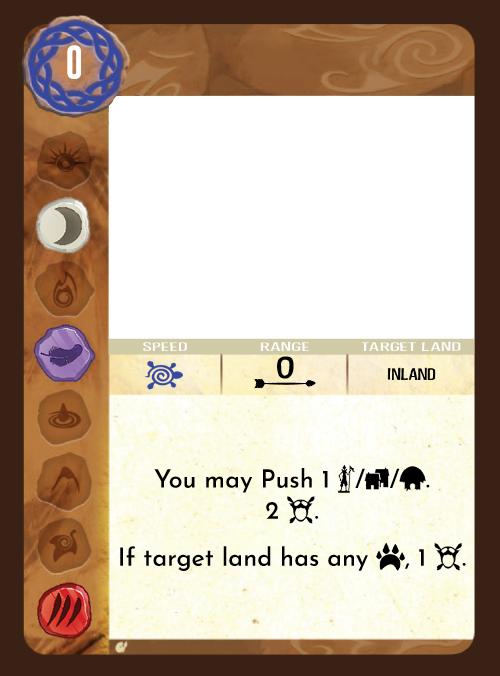 0
SPEED RANGE TARGET LAND
0 INLAND
You may Push 1 / / .
2 .
If target land has any , 1 .